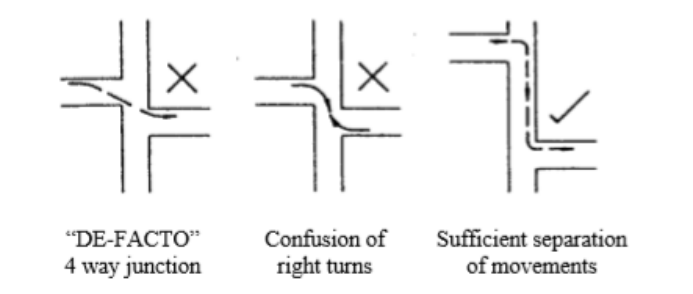 "DE-FACTO"
4 way junction
Confusion of
right turns
Sufficient separation
of movements